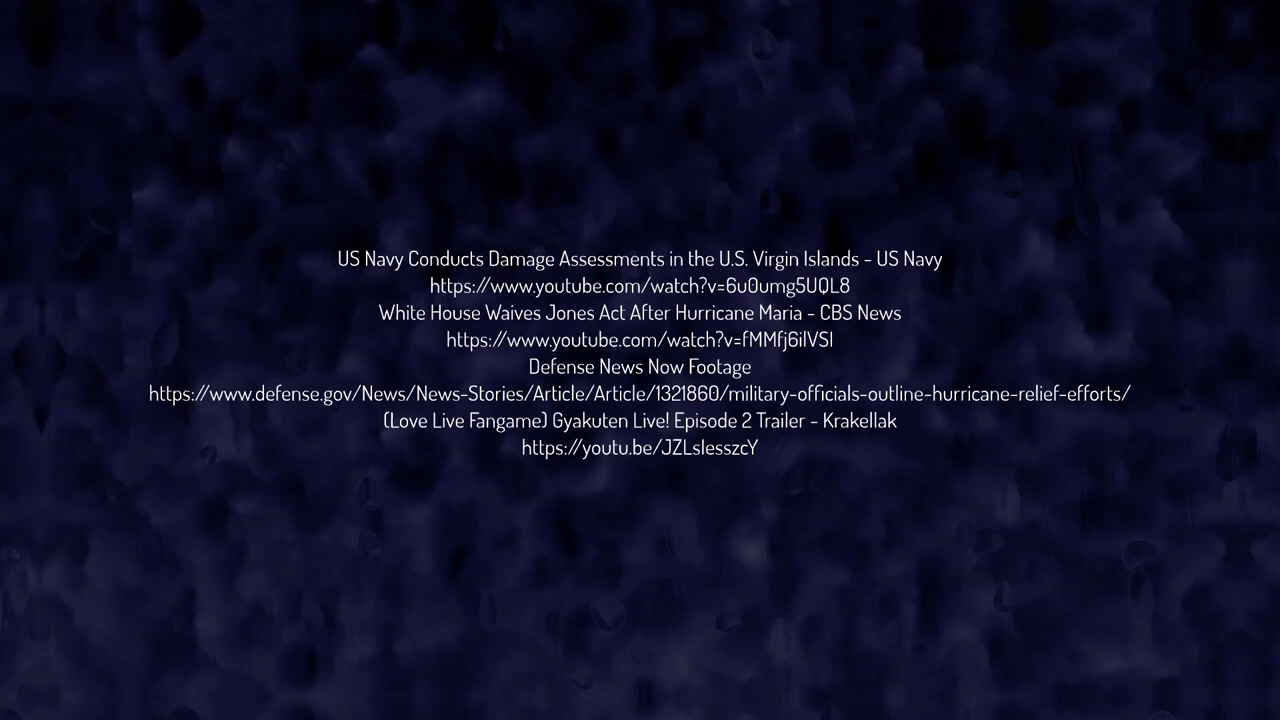 US Navy Conducts Damage Assessments in the U.S. Virgin Islands - US Navy
https://www.youtube.com/watch?v=6u0umg5UQL8
White House Waives Jones Act After Hurricane Maria - CBS News
https://www.youtube.com/watch?v=fMMfj6ilVSI
Defense News Now Footage
https://www.defense.gov/News/News-Stories/Article/Article/1321860/military-officials-outline-hurricane-relief-efforts/
(Love Live Fangame) Gyakuten Live! Episode 2 Trailer - Krakellak
https://youtu.be/JZLsIesszcY